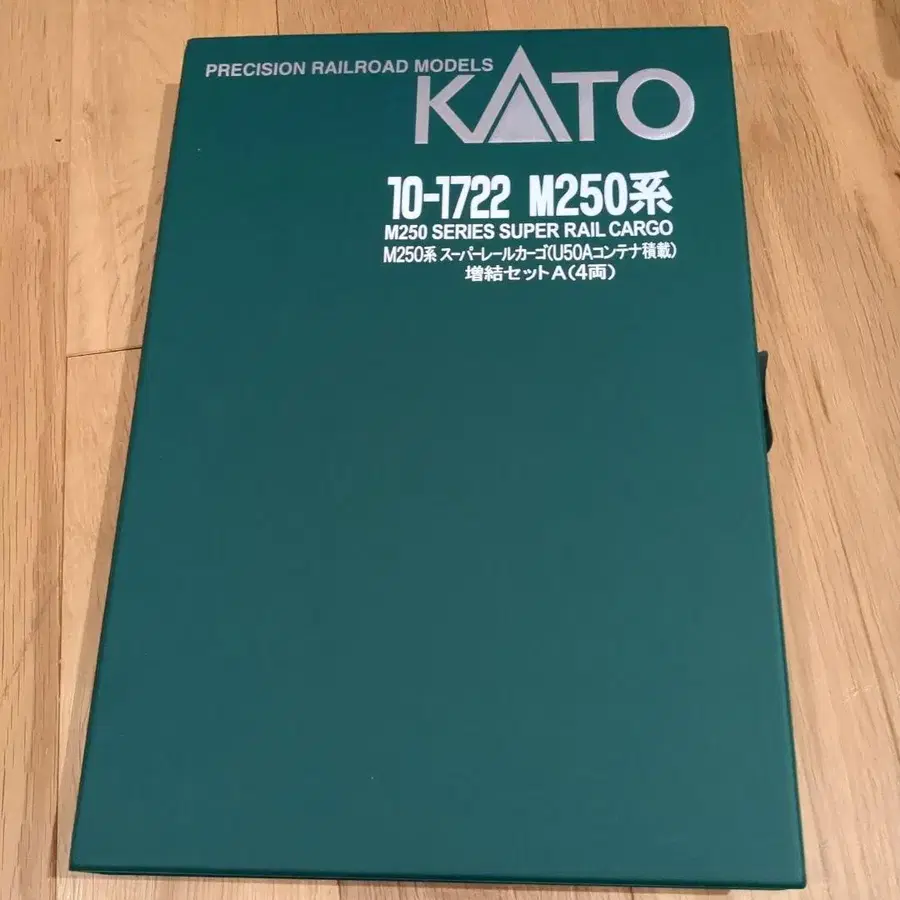 PRECISION RAILROAD MODELS
KATO
10-1722 M250系
M250 SERIES SUPER RAIL CARGO
M250系 スーパーレールカーゴ(U50Aコンテナ積載)
増結セットA(4両)